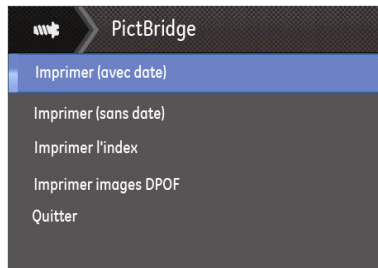 PictBridge
Imprimer (avec date)
Imprimer (sans date)
Imprimer l'index
Imprimer images DPOF
Quitter